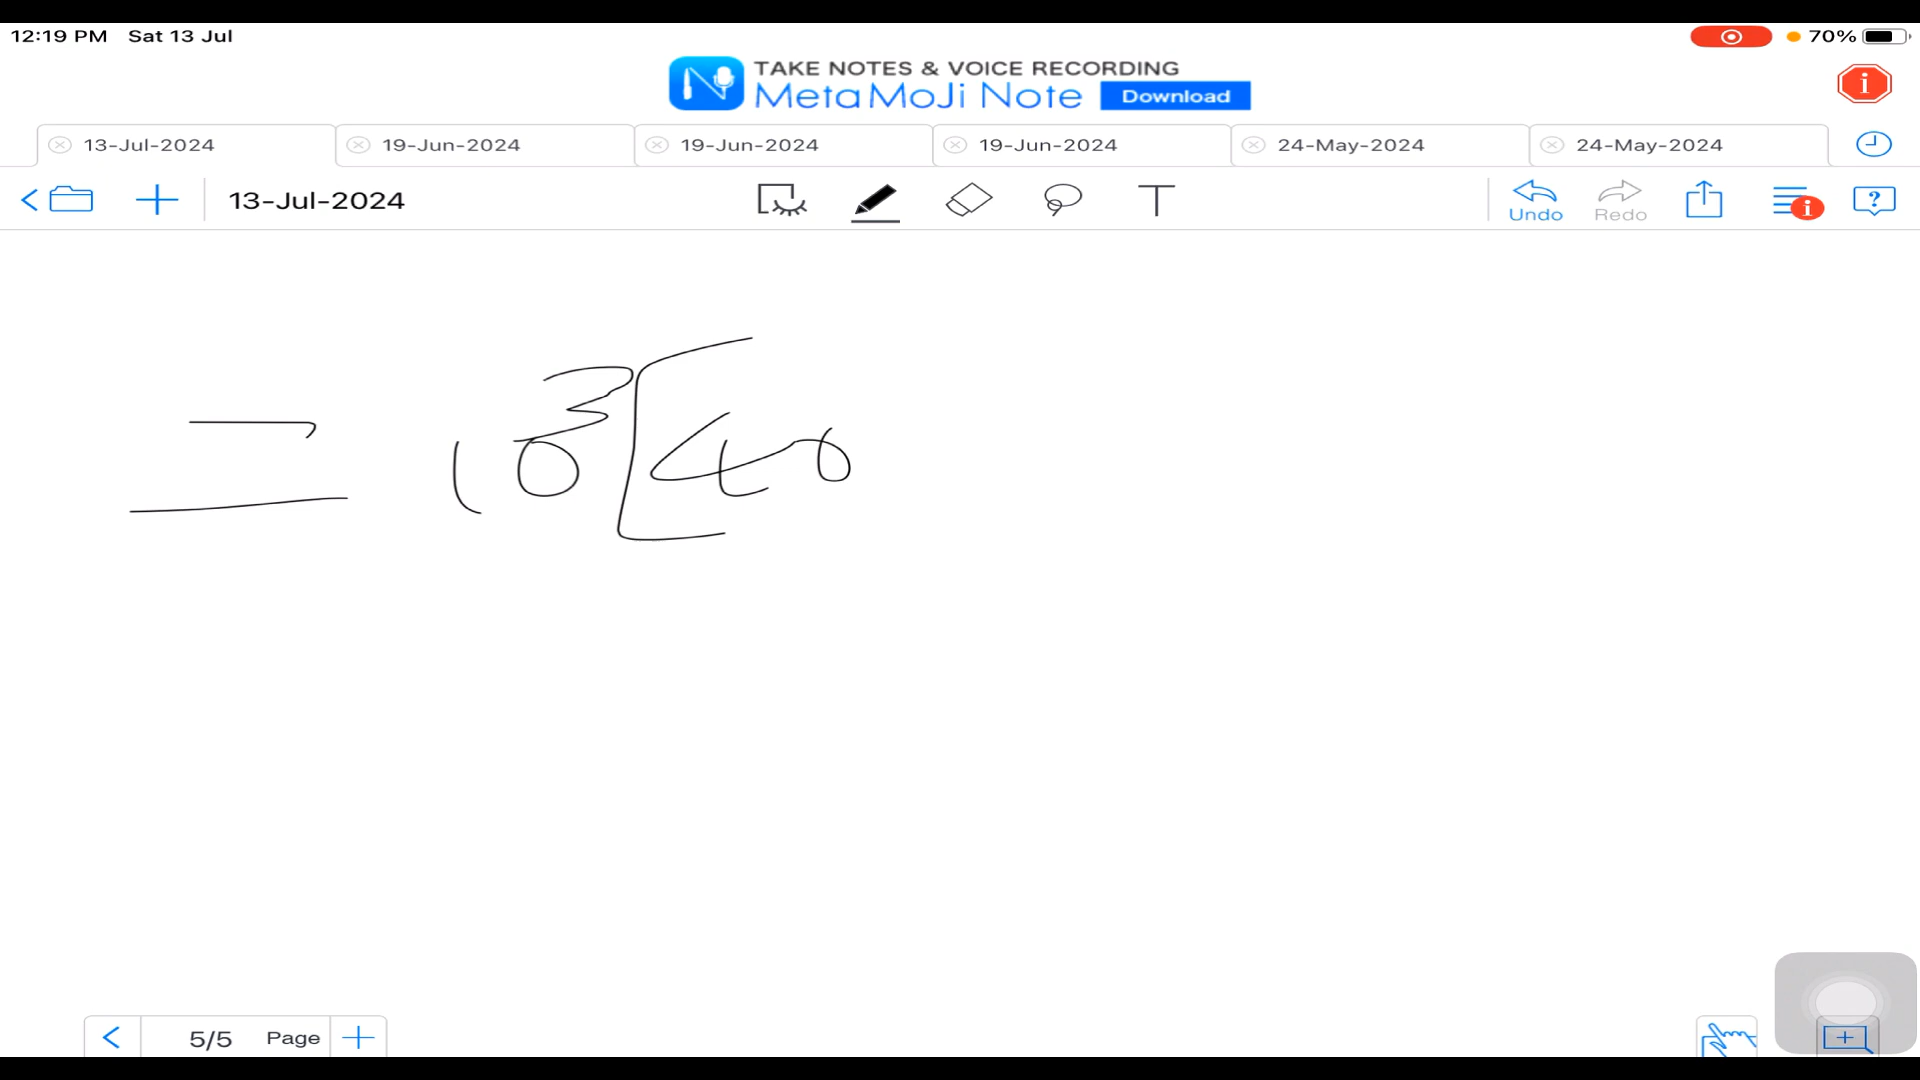 12:19 PM Sat 13 Jul 70%
TAKE NOTES & VOICE RECORDING
MetaMoJi Note Download
13-Jul-2024 19-Jun-2024 19-Jun-2024 19-Jun-2024 24-May-2024 24-May-2024
13-Jul-2024 T Undo Redo
= 10³[40
5/5 Page